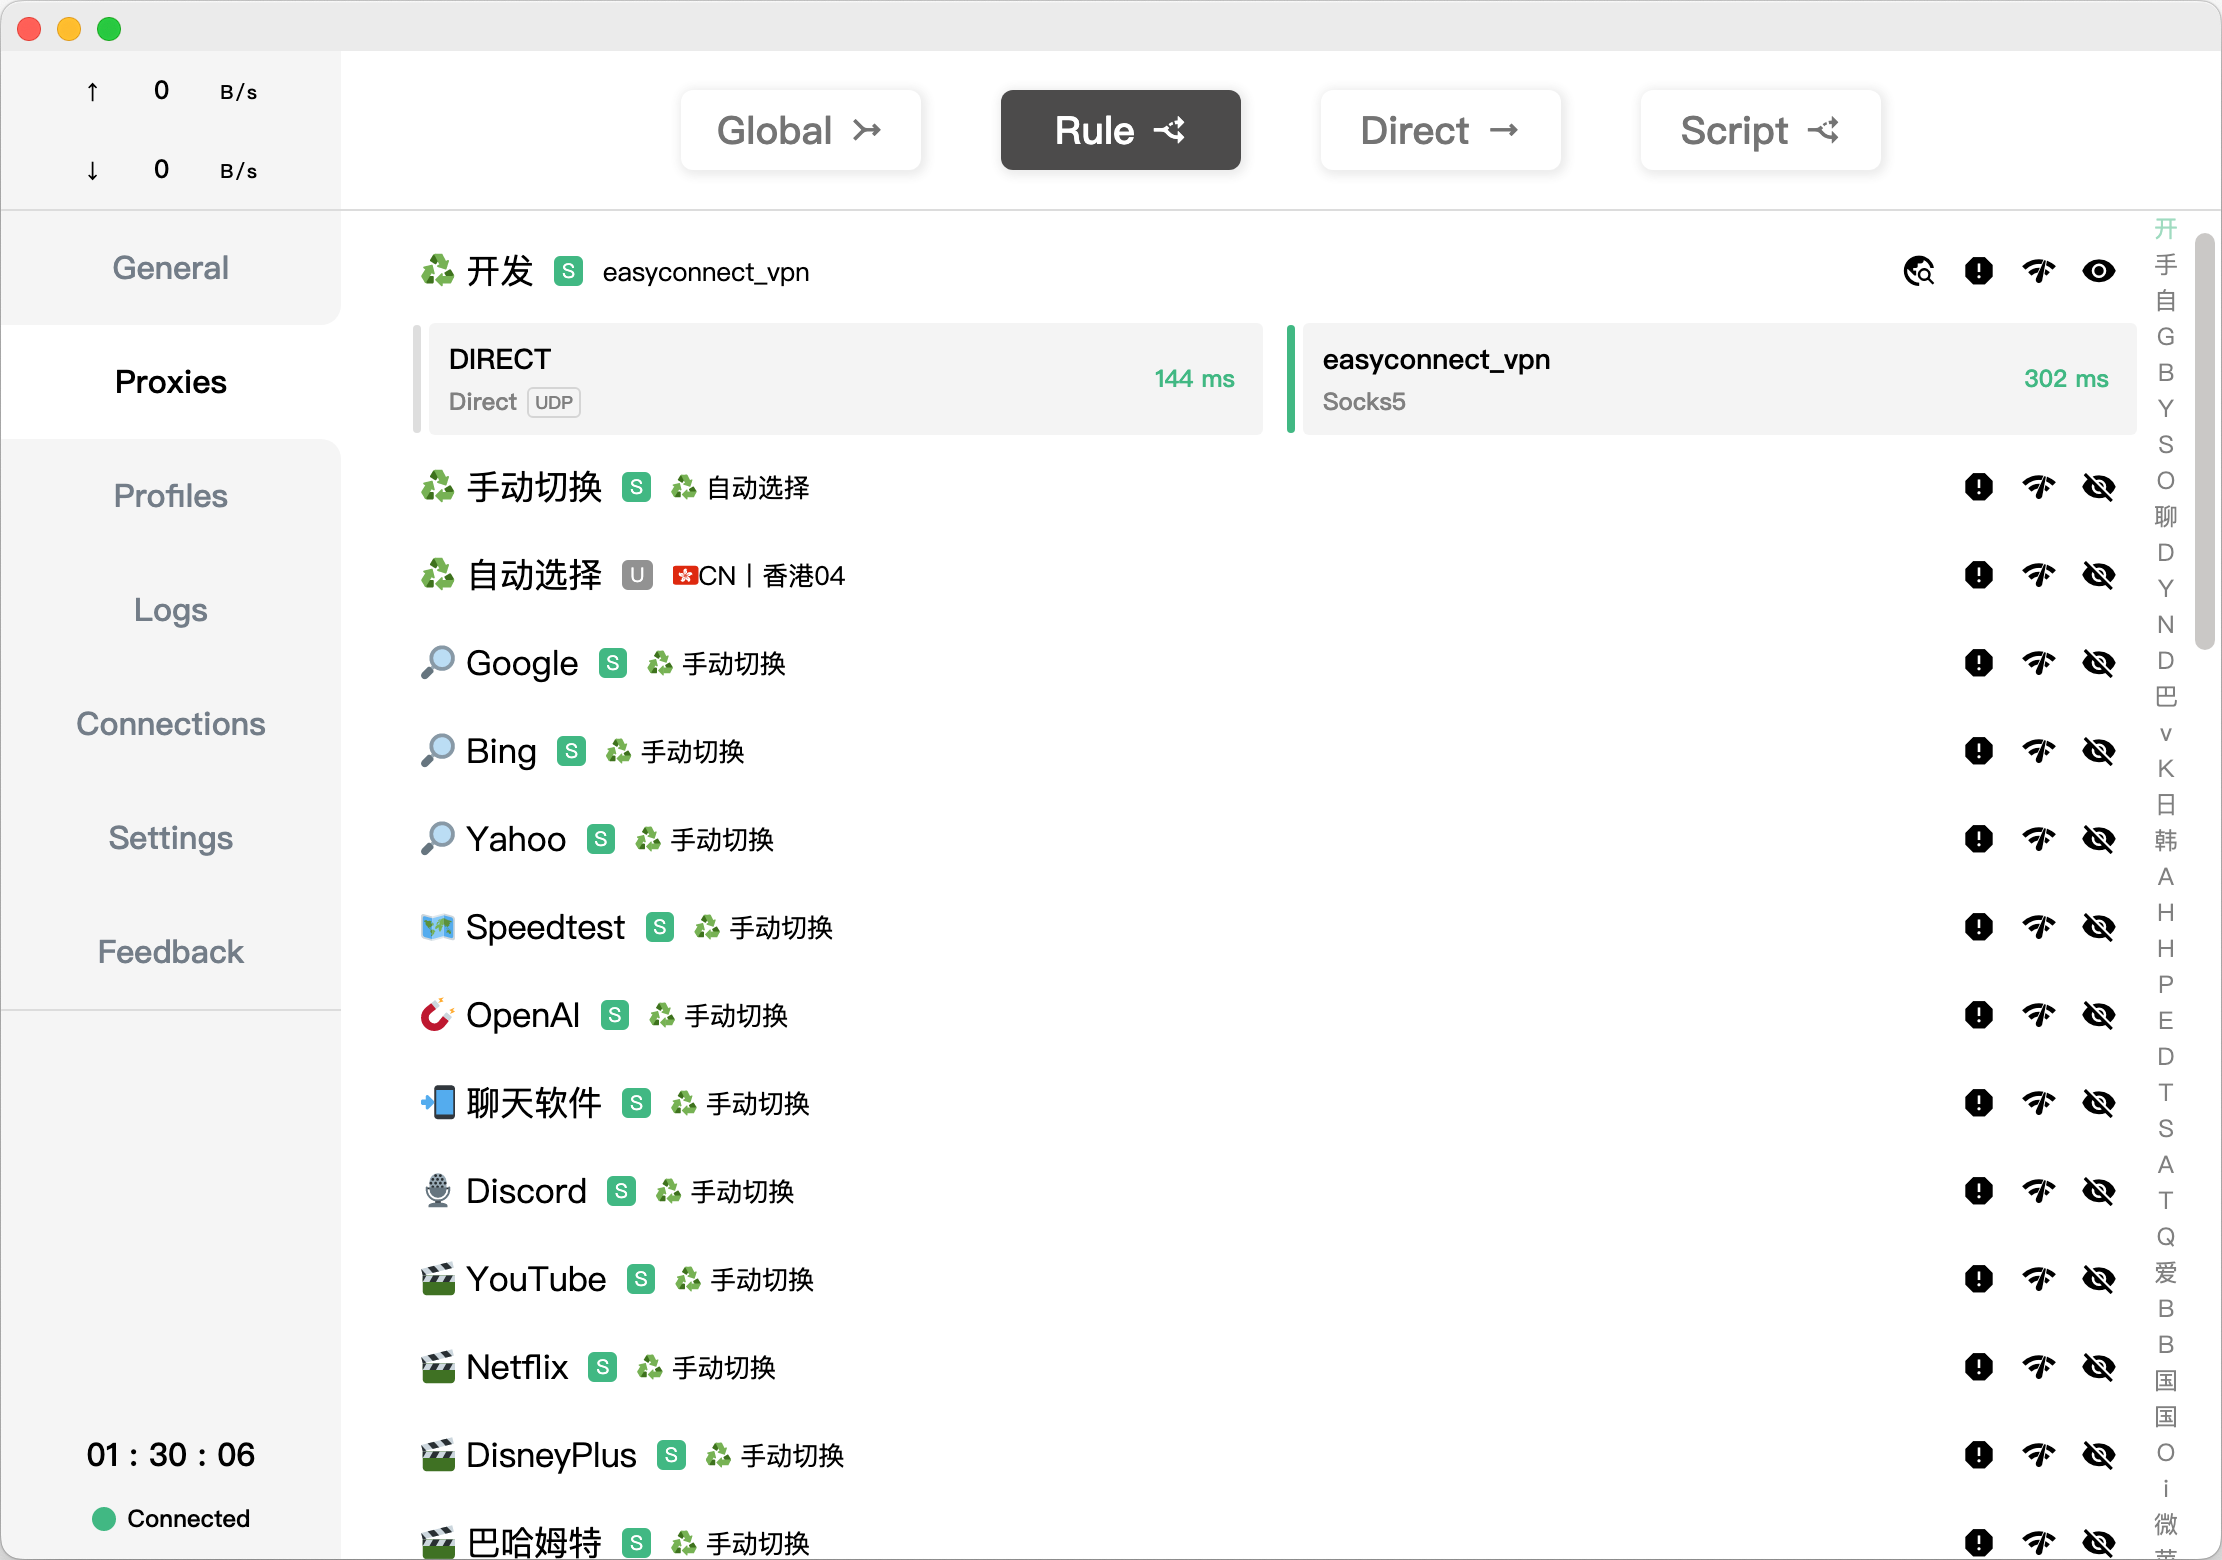 ↑ 0 B/s
↓ 0 B/s
General
Proxies
Profiles
Logs
Connections
Settings
Feedback
01 : 30 : 06
Connected
Global
Rule
Direct
Script
开发 S easyconnect_vpn
DIRECT
Direct UDP
144 ms
easyconnect_vpn
Socks5
302 ms
手动切换 S 自动选择
自动选择 U 🇭🇰CN丨香港04
Google S 手动切换
Bing S 手动切换
Yahoo S 手动切换
Speedtest S 手动切换
OpenAI S 手动切换
聊天软件 S 手动切换
Discord S 手动切换
YouTube S 手动切换
Netflix S 手动切换
DisneyPlus S 手动切换
巴哈姆特 S 手动切换
开
手
自
G
B
Y
S
O
聊
D
Y
N
D
巴
v
K
日
韩
A
H
H
P
E
D
T
S
A
T
Q
爱
B
B
国
国
O
i
微